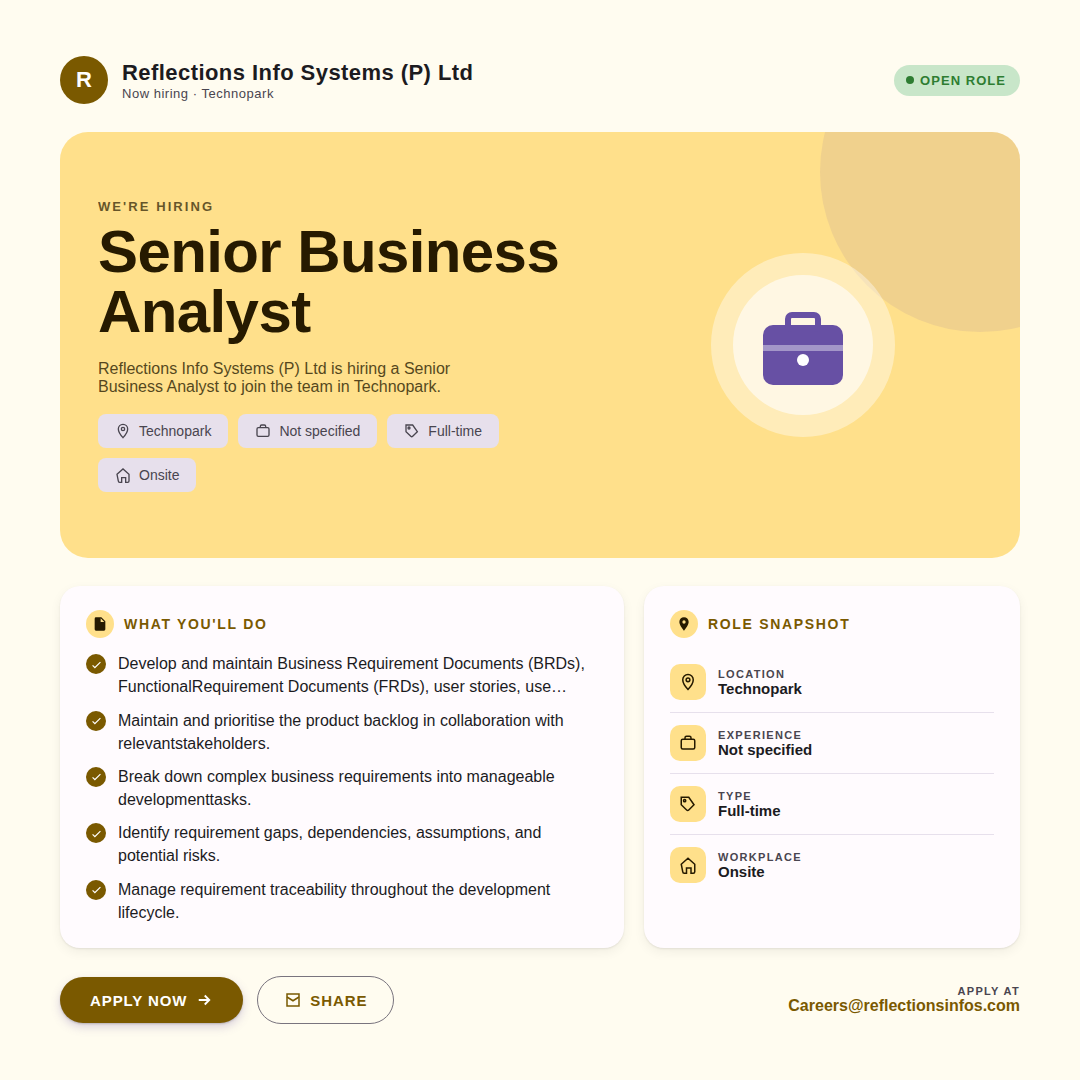 R
Reflections Info Systems (P) Ltd
Now hiring · Technopark
OPEN ROLE
WE'RE HIRING
Senior Business
Analyst
Reflections Info Systems (P) Ltd is hiring a Senior
Business Analyst to join the team in Technopark.
Technopark
Not specified
Full-time
Onsite
WHAT YOU'LL DO
Develop and maintain Business Requirement Documents (BRDs),
FunctionalRequirement Documents (FRDs), user stories, use…
Maintain and prioritise the product backlog in collaboration with
relevantstakeholders.
Break down complex business requirements into manageable
developmenttasks.
Identify requirement gaps, dependencies, assumptions, and
potential risks.
Manage requirement traceability throughout the development
lifecycle.
ROLE SNAPSHOT
LOCATION
Technopark
EXPERIENCE
Not specified
TYPE
Full-time
WORKPLACE
Onsite
APPLY NOW
SHARE
APPLY AT
Careers@reflectionsinfos.com